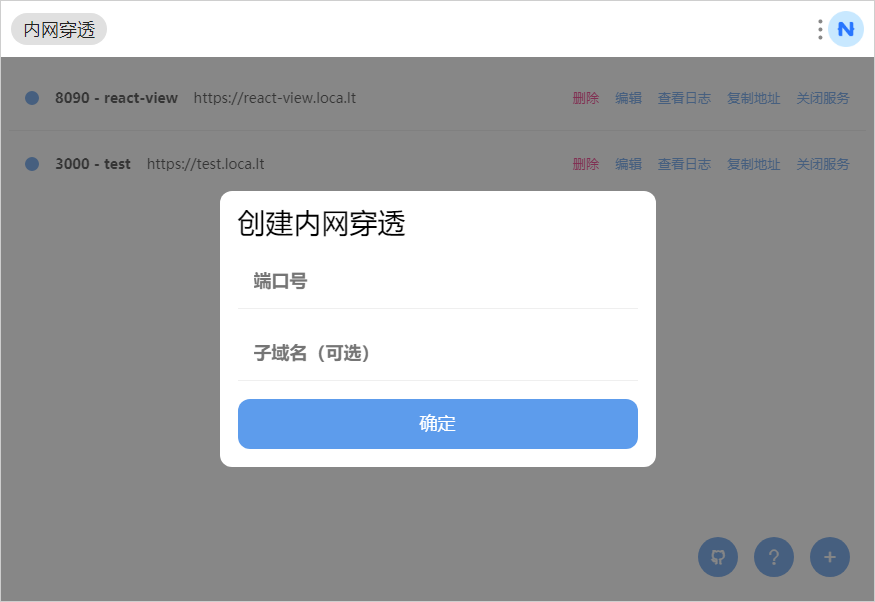 内网穿透
N
8090 - react-view https://react-view.loca.lt 删除 编辑 查看日志 复制地址 关闭服务
3000 - test https://test.loca.lt 删除 编辑 查看日志 复制地址 关闭服务
创建内网穿透
端口号
子域名（可选）
确定
? +